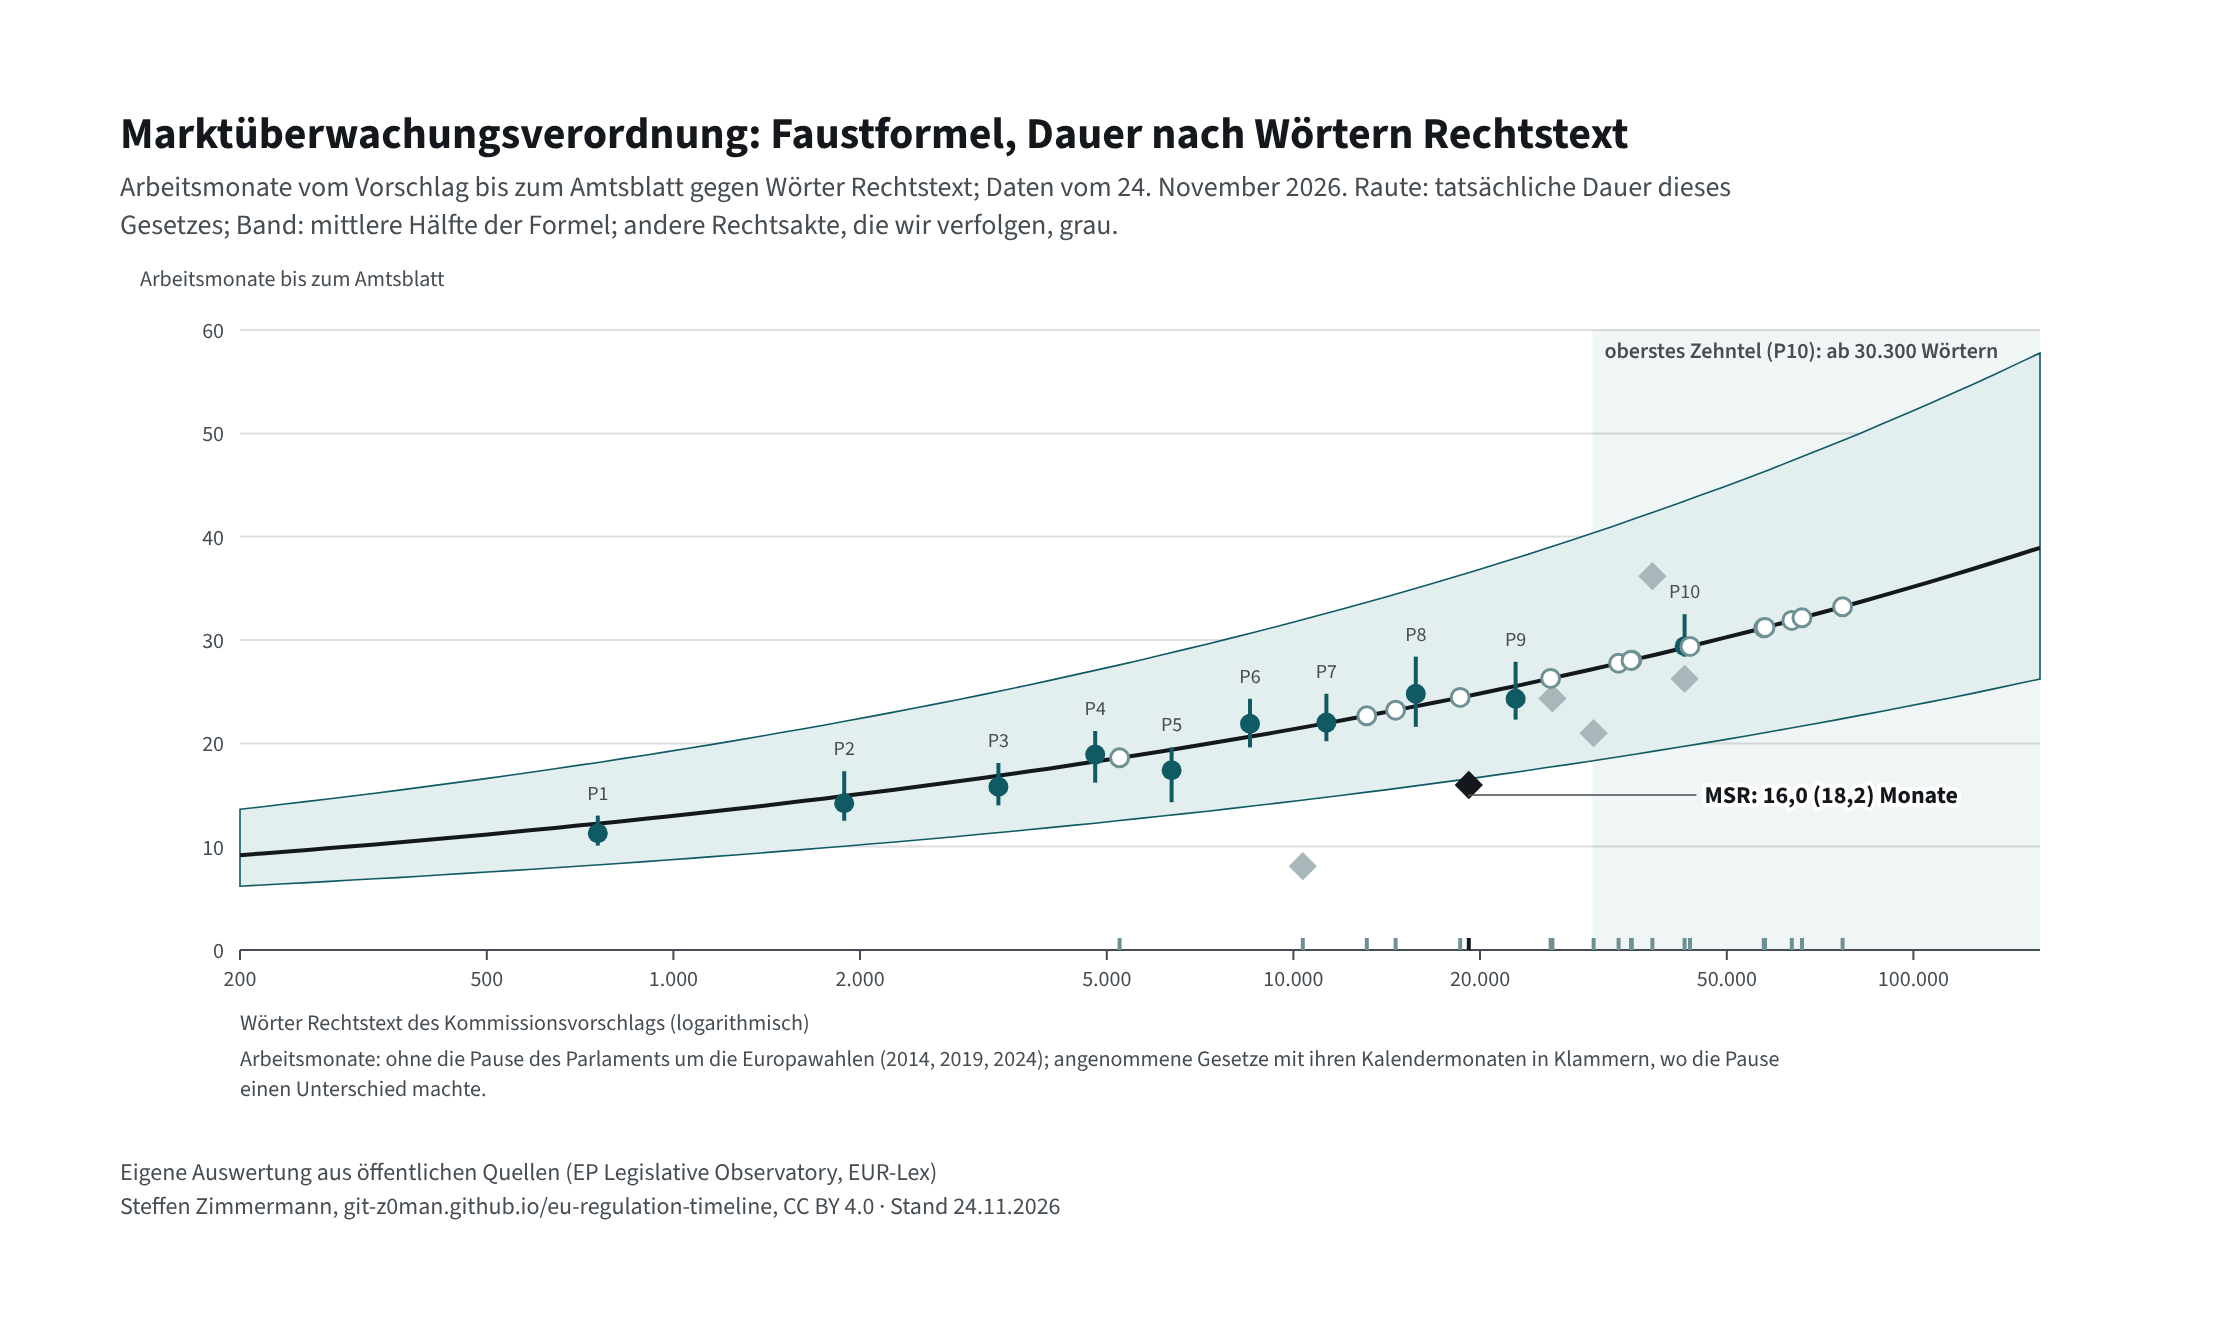 Marktüberwachungsverordnung: Faustformel, Dauer nach Wörtern Rechtstext
Arbeitsmonate vom Vorschlag bis zum Amtsblatt gegen Wörter Rechtstext; Daten vom 24. November 2026. Raute: tatsächliche Dauer dieses
Gesetzes; Band: mittlere Hälfte der Formel; andere Rechtsakte, die wir verfolgen, grau.
Arbeitsmonate bis zum Amtsblatt
60
oberstes Zehntel (P10): ab 30.300 Wörtern
50
40
P10
30
P8
P9
P7
P6
P4
P5
P3
P2
20
P1
MSR: 16,0 (18,2) Monate
10
0
200 500 1.000 2.000 5.000 10.000 20.000 50.000 100.000
Wörter Rechtstext des Kommissionsvorschlags (logarithmisch)
Arbeitsmonate: ohne die Pause des Parlaments um die Europawahlen (2014, 2019, 2024); angenommene Gesetze mit ihren Kalendermonaten in Klammern, wo die Pause
einen Unterschied machte.
Eigene Auswertung aus öffentlichen Quellen (EP Legislative Observatory, EUR-Lex)
Steffen Zimmermann, git-z0man.github.io/eu-regulation-timeline, CC BY 4.0 · Stand 24.11.2026